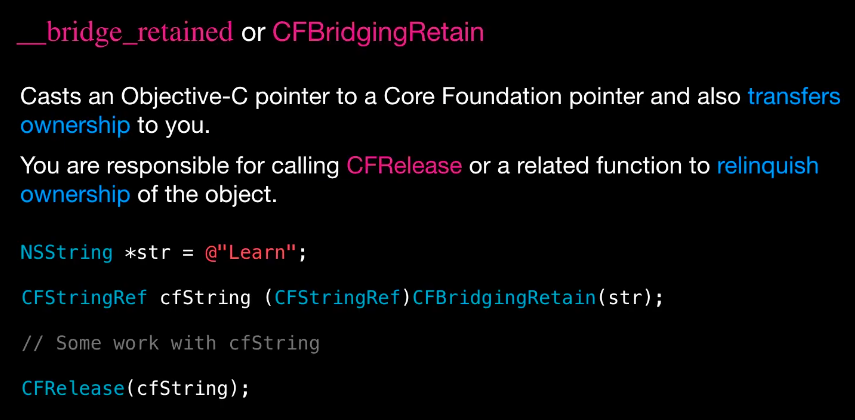 __bridge_retained or CFBridgingRetain
Casts an Objective-C pointer to a Core Foundation pointer and also transfers
ownership to you.
You are responsible for calling CFRelease or a related function to relinquish
ownership of the object.
NSString *str = @"Learn";
CFStringRef cfString (CFStringRef)CFBridgingRetain(str);
// Some work with cfString
CFRelease(cfString);